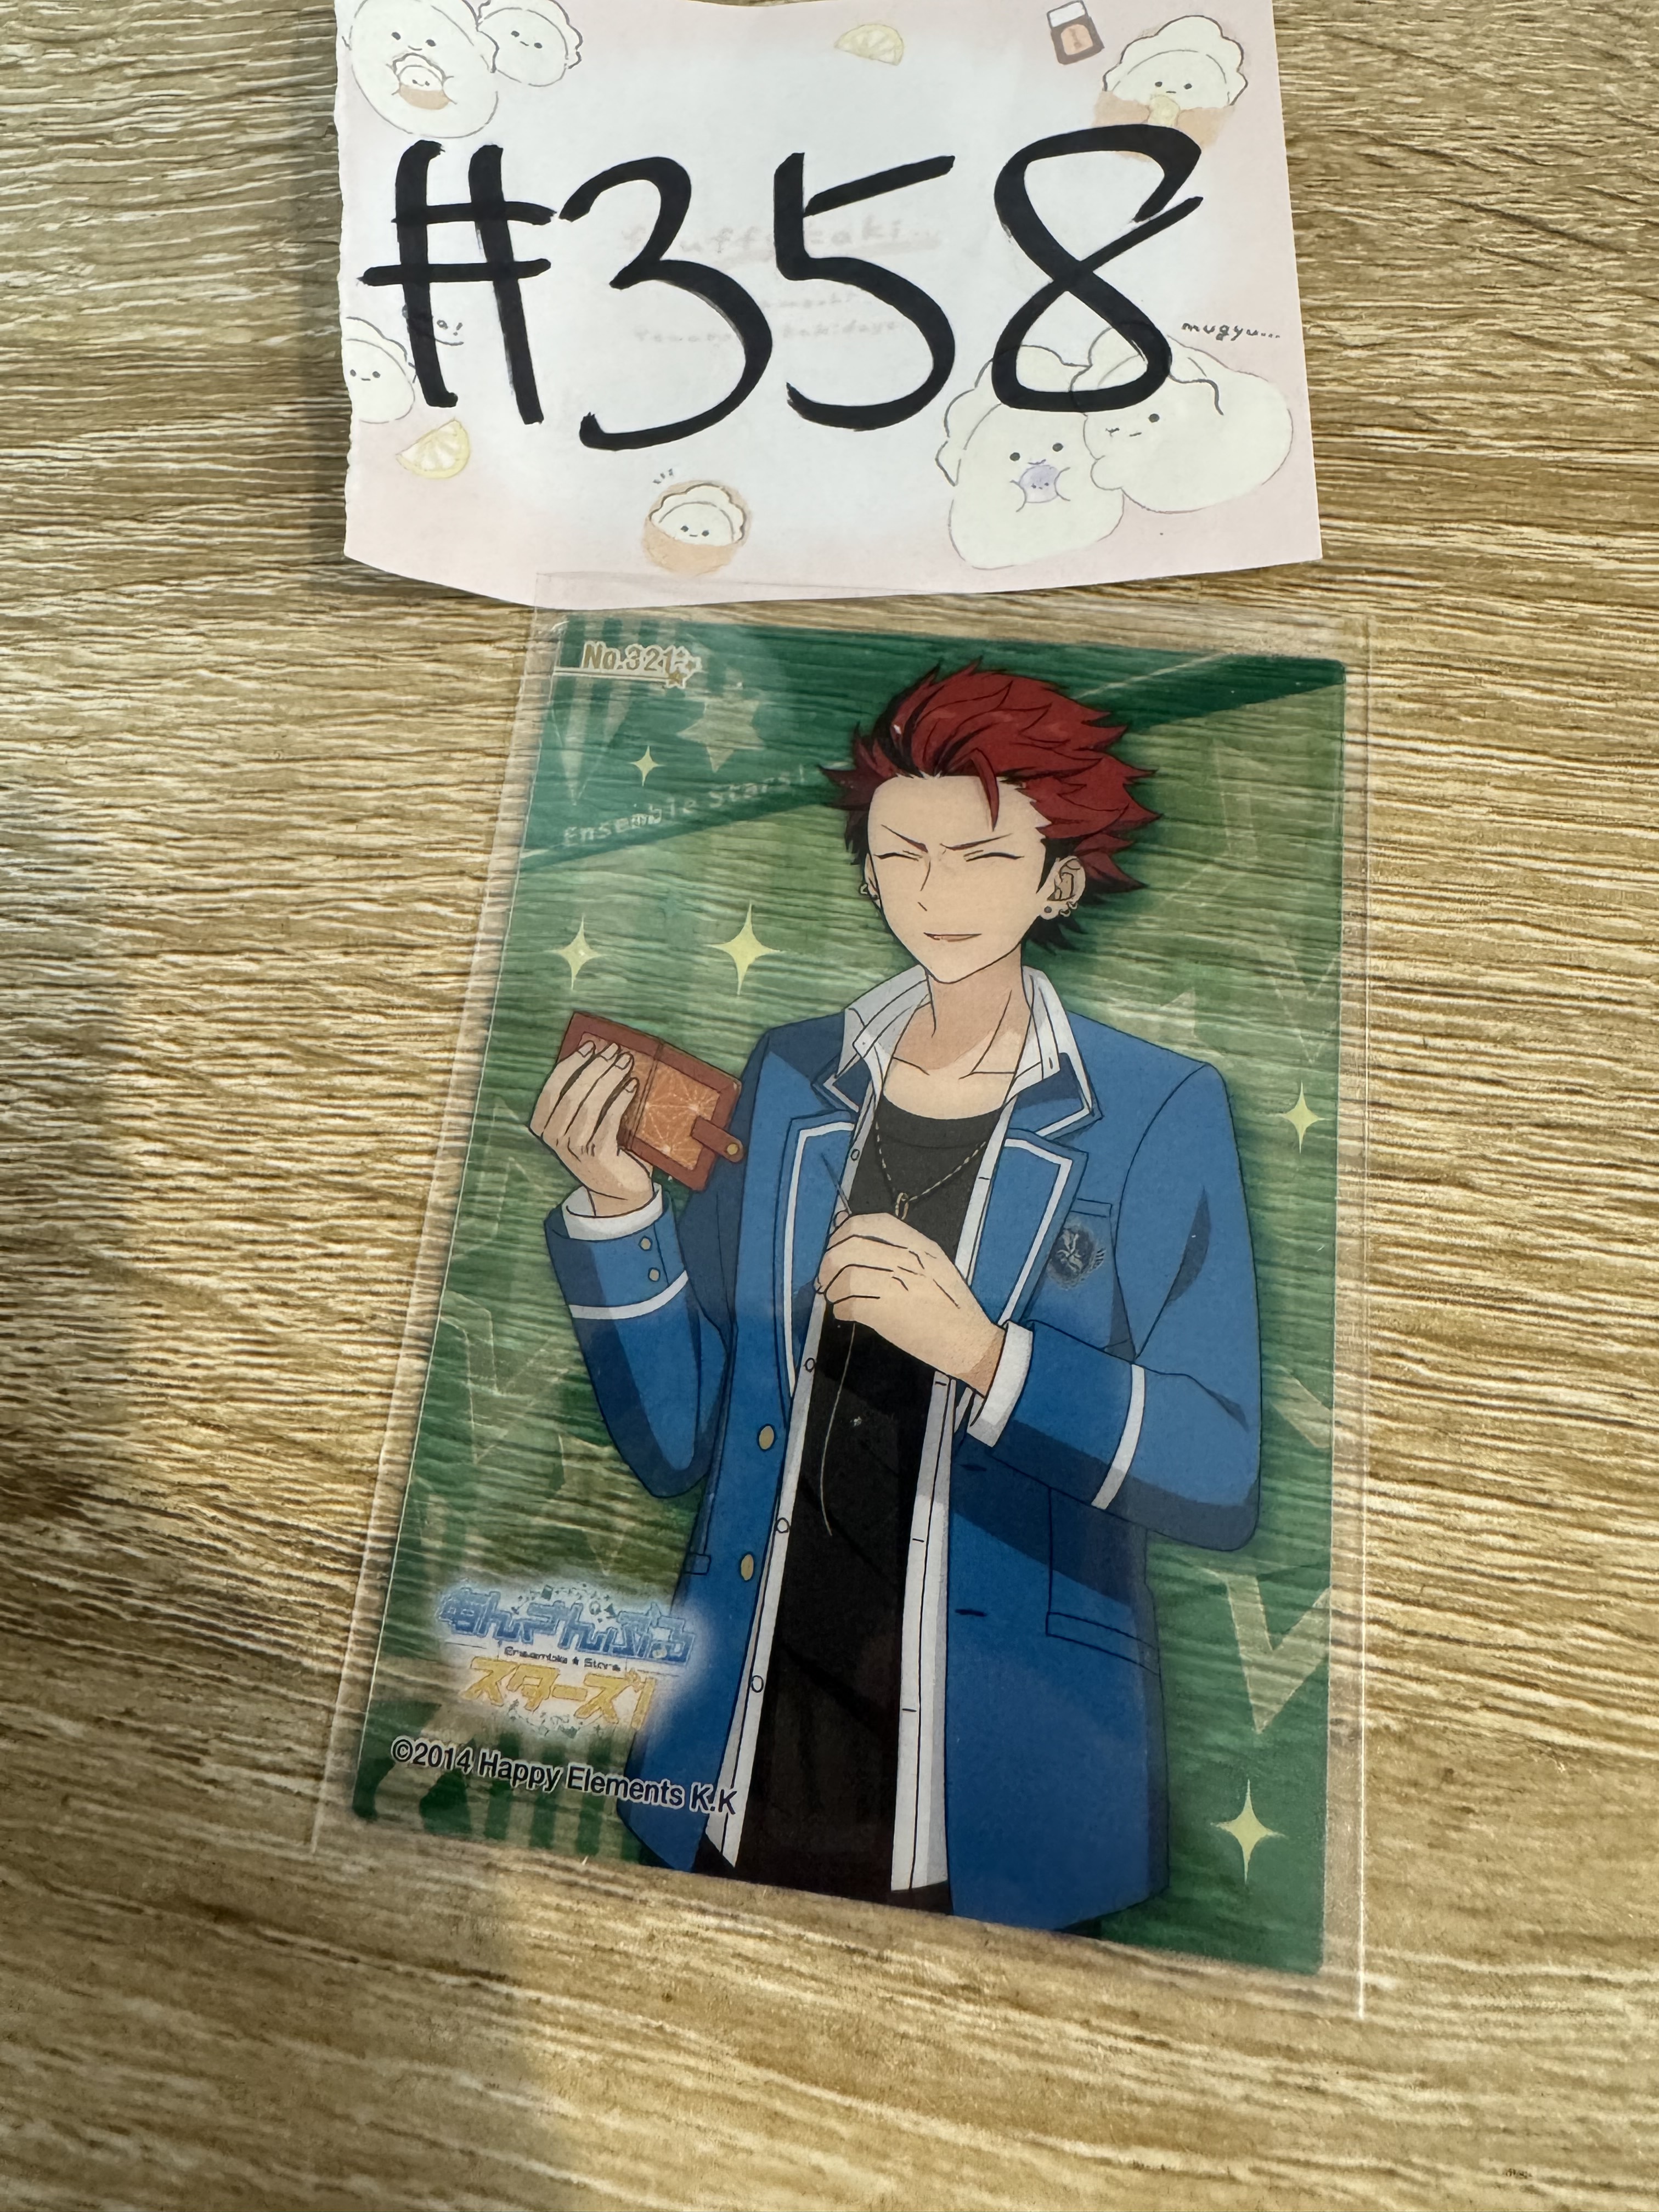 #358
mugyu...
No.321
Ensemble Stars!
あんさんぶる
Ensemble ★ Stars
スターズ!
©2014 Happy Elements K.K